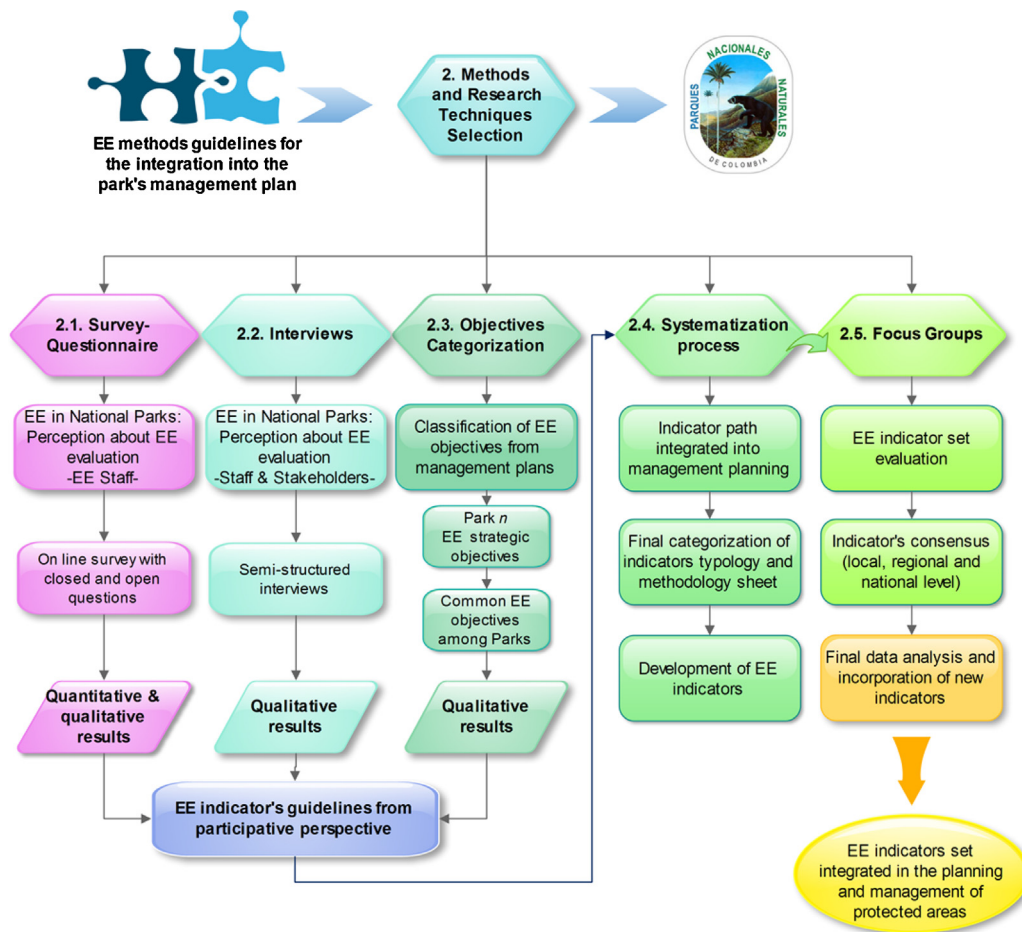 EE methods guidelines for
the integration into the
park's management plan
2. Methods
and Research
Techniques
Selection
PARQUES
NACIONALES
NATURALES
DE COLOMBIA
2.1. Survey-
Questionnaire
2.2. Interviews
2.3. Objectives
Categorization
2.4. Systematization
process
2.5. Focus Groups
EE in National Parks:
Perception about EE
evaluation
-EE Staff-
On line survey with
closed and open
questions
Quantitative &
qualitative
results
EE in National Parks:
Perception about EE
evaluation
-Staff & Stakeholders-
Semi-structured
interviews
Qualitative
results
Classification of EE
objectives from
management plans
Park n
EE strategic
objectives
Common EE
objectives
among Parks
Qualitative
results
EE indicator's guidelines from
participative perspective
Indicator path
integrated into
management planning
Final categorization of
indicators typology and
methodology sheet
Development of EE
indicators
EE indicator set
evaluation
Indicator's consensus
(local, regional and
national level)
Final data analysis and
incorporation of new
indicators
EE indicators set
integrated in the planning
and management of
protected areas